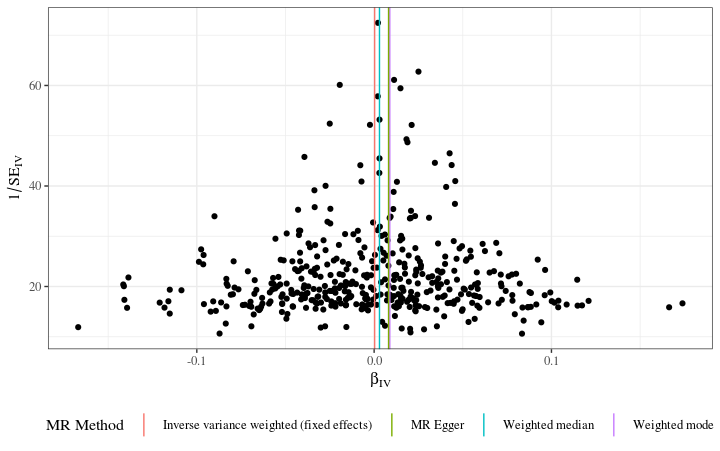 1/SE_IV
60
40
20
-0.1
0.0
0.1
β_IV
MR Method
Inverse variance weighted (fixed effects)
MR Egger
Weighted median
Weighted mode